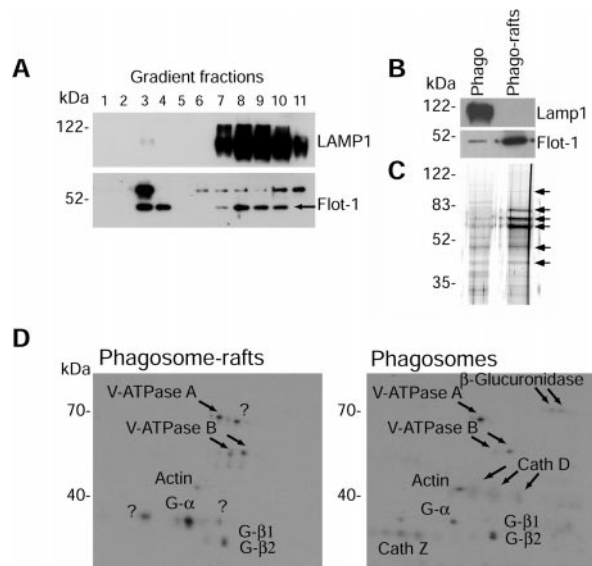 A
Gradient fractions
kDa
1 2 3 4 5 6 7 8 9 10 11
122-
LAMP1
52-
Flot-1
B
Phago
Phago-rafts
kDa
122-
Lamp1
52-
Flot-1
C
122-
83-
52-
35-
D
Phagosome-rafts
kDa
V-ATPase A
?
70-
V-ATPase B
Actin
40-
?
G-α
?
G-β1
G-β2
Phagosomes
β-Glucuronidase
V-ATPase A
70-
V-ATPase B
Cath D
Actin
40-
G-α
G-β1
G-β2
Cath Z